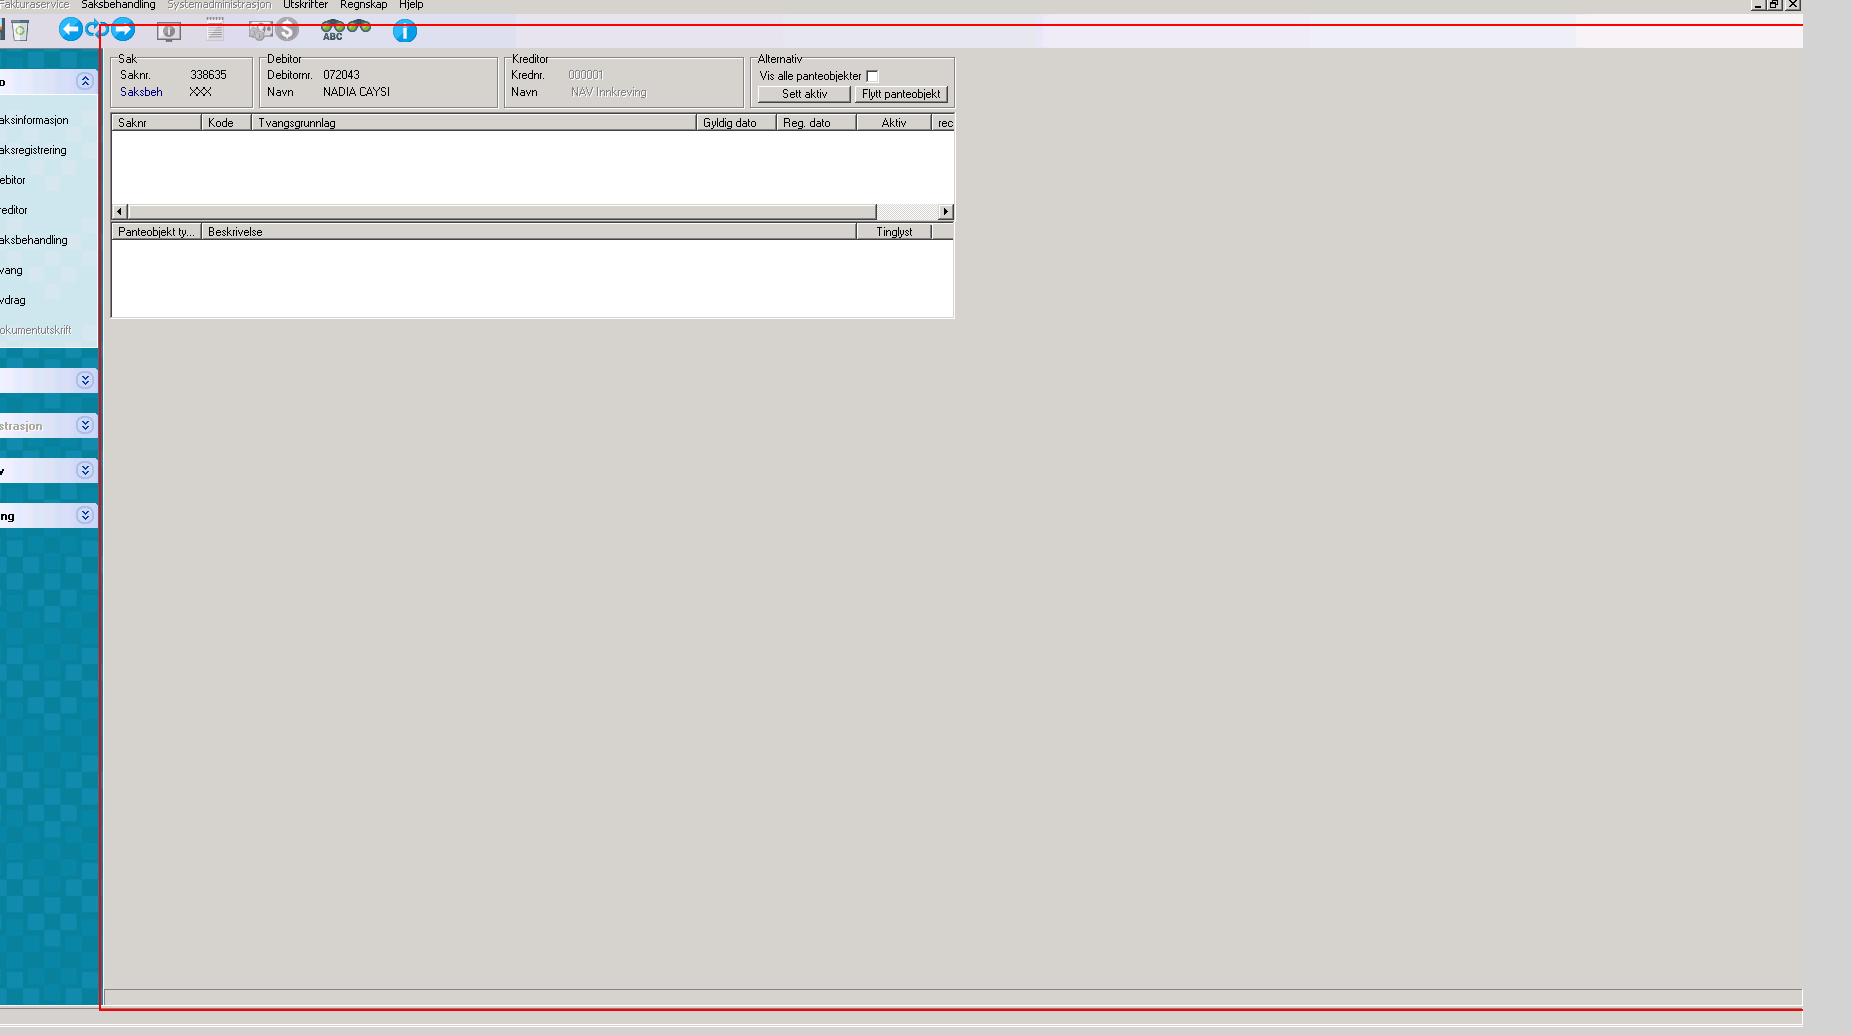 Fakturaservice Saksbehandling Systemadministrasjon Utskrifter Regnskap Hjelp
ABC
Sak Debitor Kreditor Alternativ
Saknr. 338635 Debitornr. 072043 Krednr. 000001 Vis alle panteobjekter
Saksbeh XXX Navn NADIA CAYSI Navn NAV Innkreving Sett aktiv Flytt panteobjekt
Saknr Kode Tvangsgrunnlag Gyldig dato Reg. dato Aktiv rec
Panteobjekt ty... Beskrivelse Tinglyst
o
aksinformasjon
aksregistrering
ebitor
reditor
aksbehandling
vang
vdrag
okumentutskrift
strasjon
v
ng